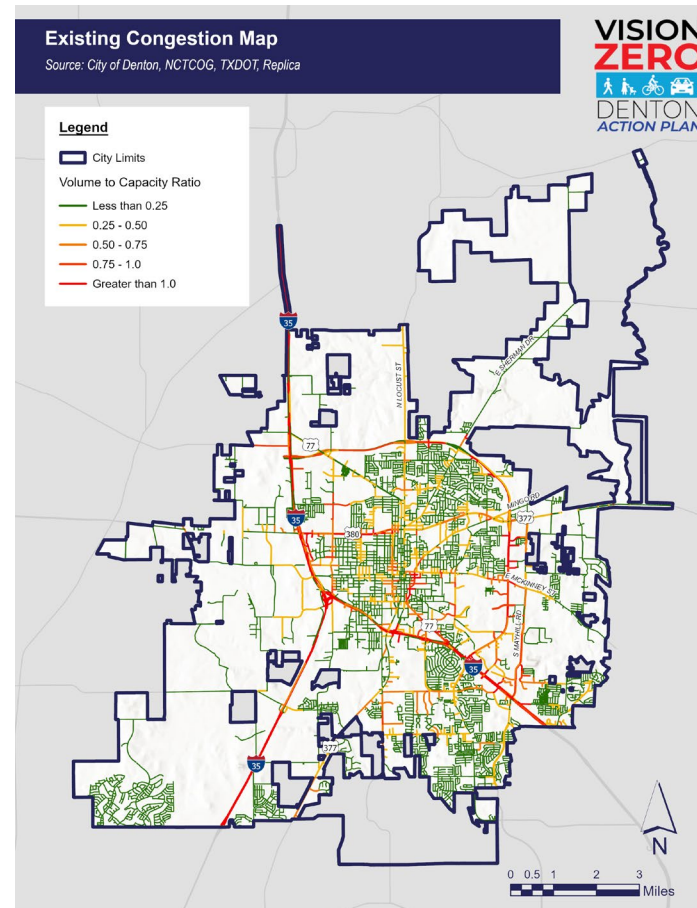 Existing Congestion Map
Source: City of Denton, NCTCOG, TXDOT, Replica
VISION
ZERO
DENTON
ACTION PLAN
Legend
City Limits
Volume to Capacity Ratio
Less than 0.25
0.25 - 0.50
0.50 - 0.75
0.75 - 1.0
Greater than 1.0
35
E SHERMAN DR
N LOCUST ST
77
MINGO RD
35
377
380
E MCKINNEY ST
S MAYHILL RD
77
35
377
35
N
0 0.5 1 2 3
Miles